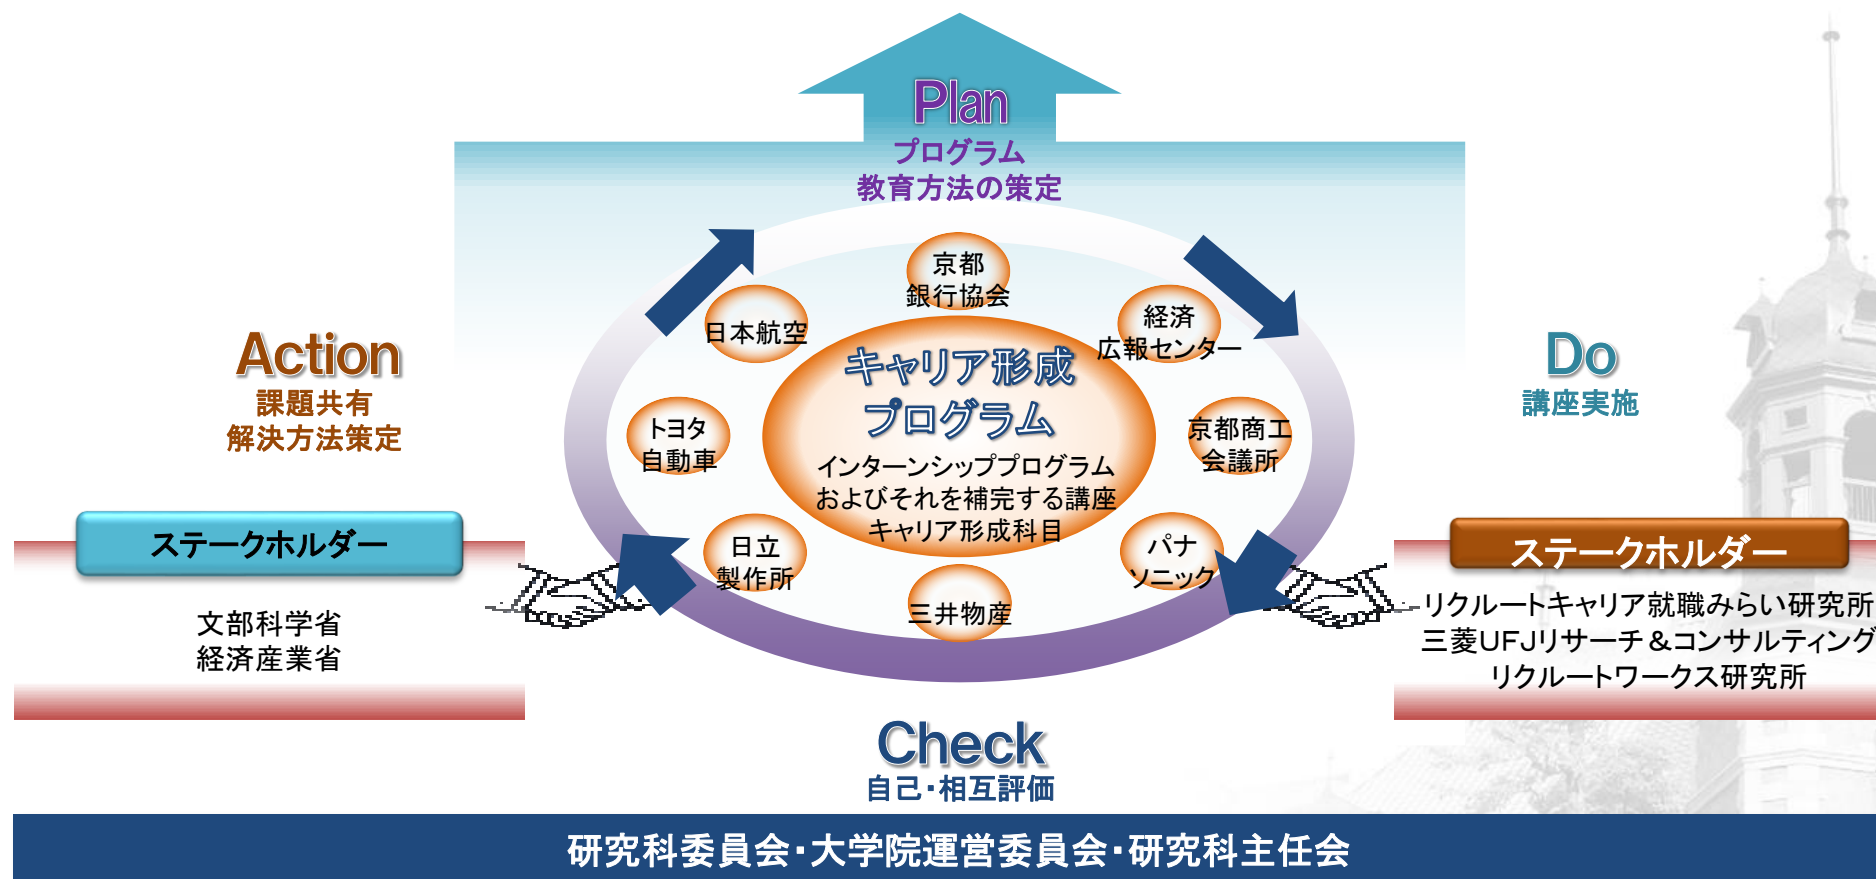 Plan
プログラム
教育方法の策定
京都
銀行協会
日本航空
経済
広報センター
キャリア形成
プログラム
インターンシッププログラム
およびそれを補完する講座
キャリア形成科目
トヨタ
自動車
京都商工
会議所
日立
製作所
パナ
ソニック
三井物産
Action
課題共有
解決方法策定
Do
講座実施
ステークホルダー
文部科学省
経済産業省
ステークホルダー
リクルートキャリア就職みらい研究所
三菱UFJリサーチ&コンサルティング
リクルートワークス研究所
Check
自己・相互評価
研究科委員会・大学院運営委員会・研究科主任会